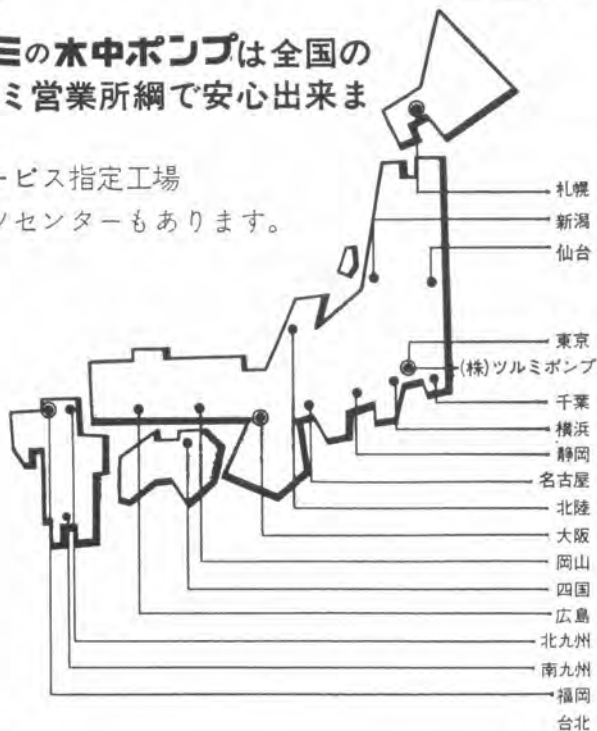 ミの水中ポンプは全国の
ミ営業所綱で安心出来ま
ービス指定工場
ツセンターもあります。
札幌
新潟
仙台
東京
(株)ツルミポンプ
千葉
横浜
静岡
名古屋
北陸
大阪
岡山
四国
広島
北九州
南九州
福岡
台北